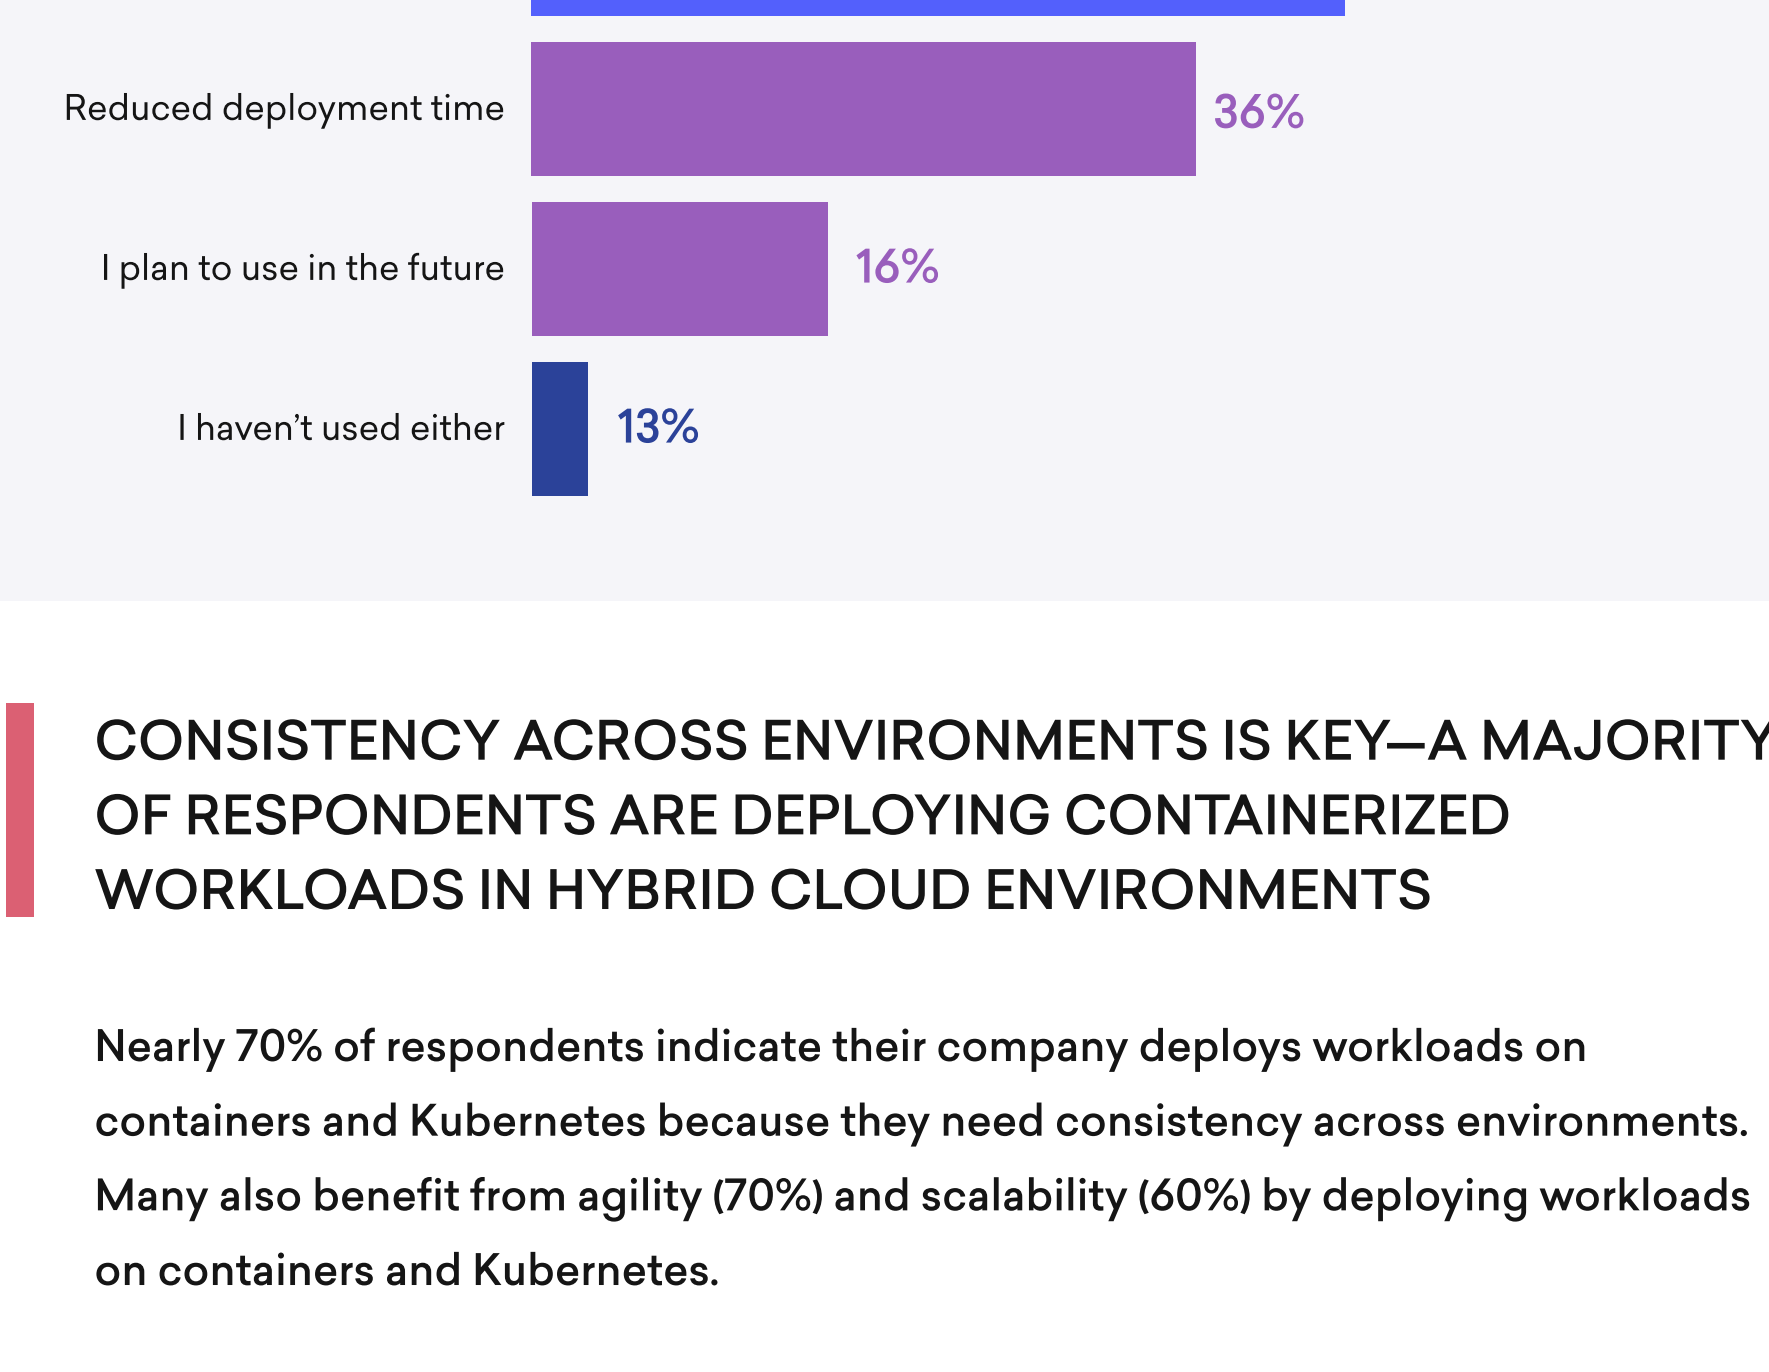 Reduced deployment time
36%
I plan to use in the future
16%
I haven’t used either
13%
CONSISTENCY ACROSS ENVIRONMENTS IS KEY—A MAJORITY
OF RESPONDENTS ARE DEPLOYING CONTAINERIZED
WORKLOADS IN HYBRID CLOUD ENVIRONMENTS
Nearly 70% of respondents indicate their company deploys workloads on
containers and Kubernetes because they need consistency across environments.
Many also benefit from agility (70%) and scalability (60%) by deploying workloads
on containers and Kubernetes.